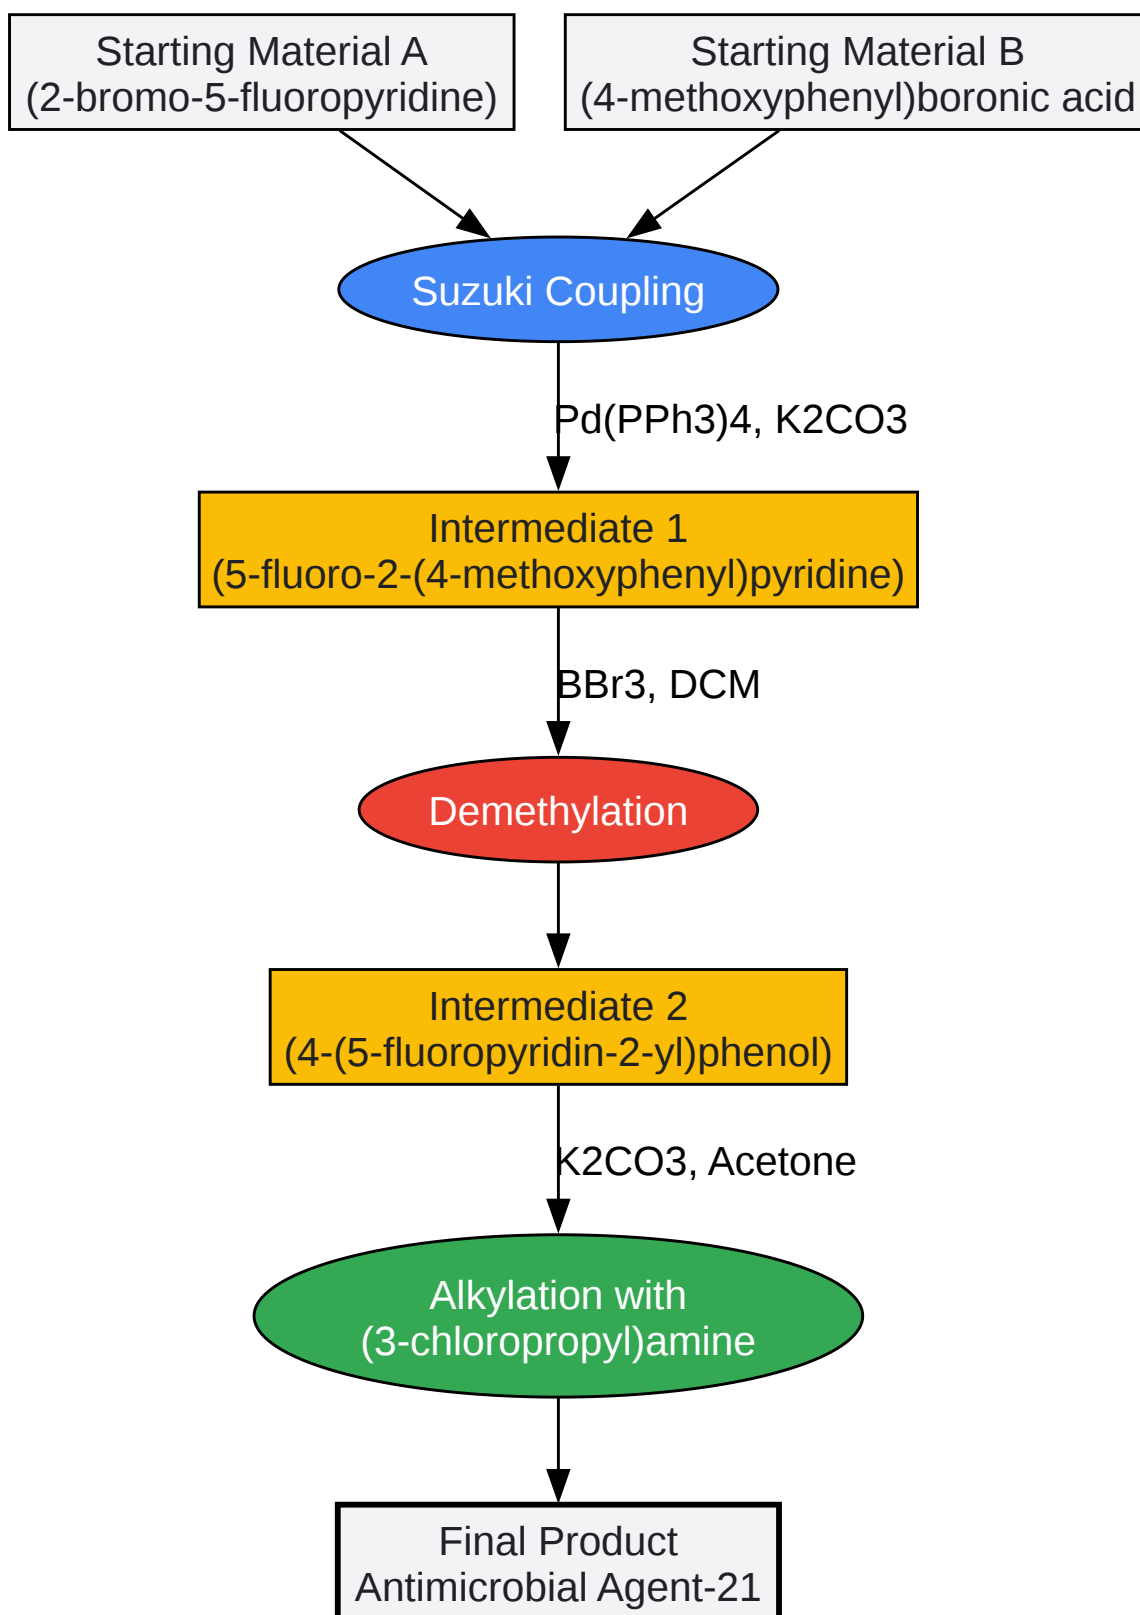 Starting Material A
(2-bromo-5-fluoropyridine)
Starting Material B
(4-methoxyphenyl)boronic acid
Suzuki Coupling
Pd(PPh3)4, K2CO3
Intermediate 1
(5-fluoro-2-(4-methoxyphenyl)pyridine)
BBr3, DCM
Demethylation
Intermediate 2
(4-(5-fluoropyridin-2-yl)phenol)
K2CO3, Acetone
Alkylation with
(3-chloropropyl)amine
Final Product
Antimicrobial Agent-21